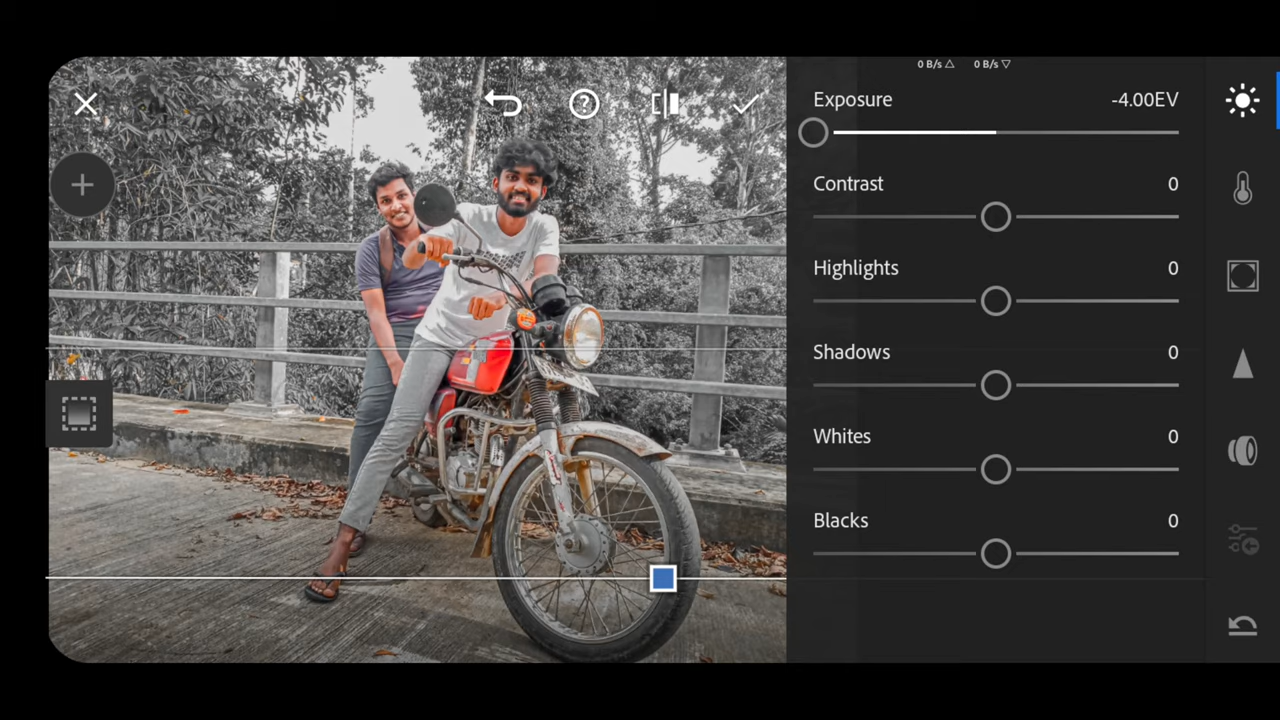 0 B/s △ 0 B/s ▽
Exposure -4.00EV
Contrast 0
Highlights 0
Shadows 0
Whites 0
Blacks 0